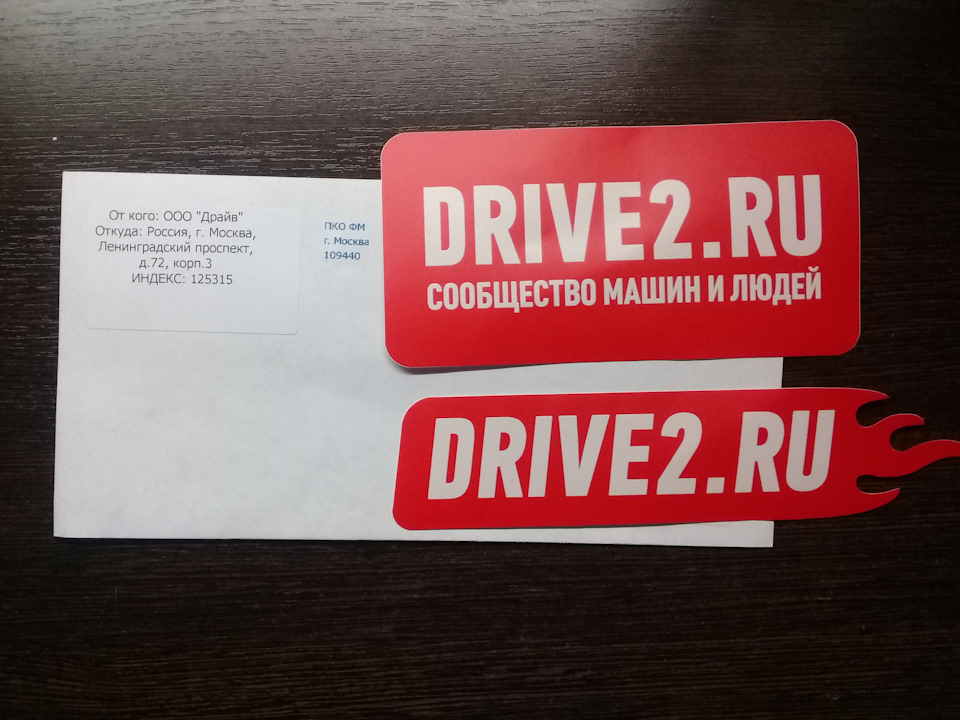 От кого: ООО "Драйв"
Откуда: Россия, г. Москва,
Ленинградский проспект,
д.72, корп.3
ИНДЕКС: 125315
ПКО ФМ
г. Москва
109440
DRIVE2.RU
СООБЩЕСТВО МАШИН И ЛЮДЕЙ
DRIVE2.RU